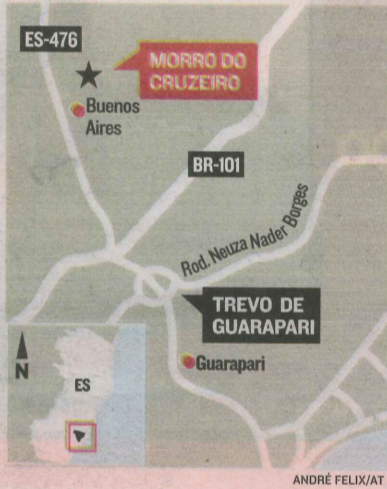 ES-476
MORRO DO
CRUZEIRO
Buenos
Aires
BR-101
Rod. Neuza Nader Borges
TREVO DE
GUARAPARI
Guarapari
N
ES
ANDRÉ FELIX/AT